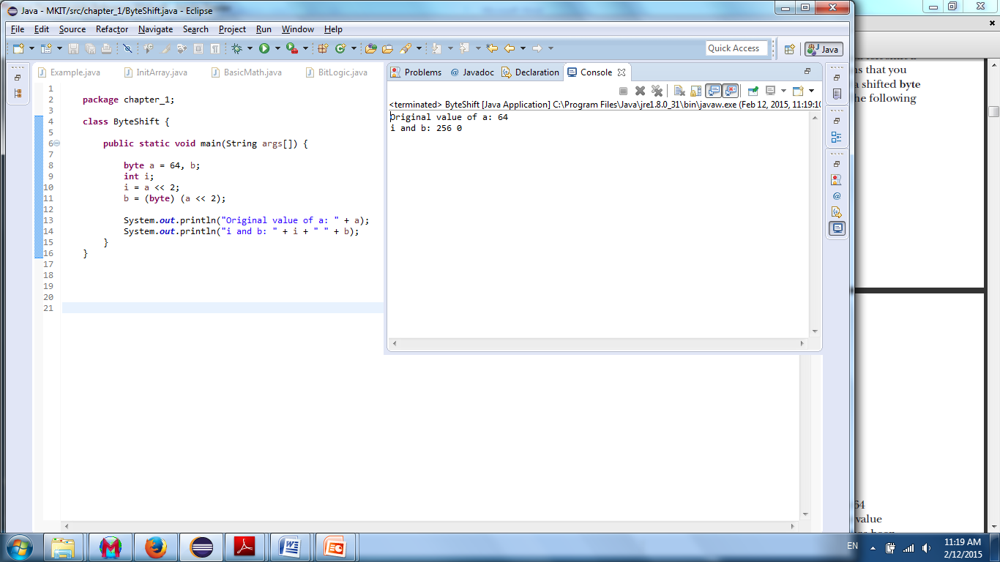 Java - MKIT/src/chapter_1/ByteShift.java - Eclipse
File Edit Source Refactor Navigate Search Project Run Window Help
Quick Access
Java
Example.java InitArray.java BasicMath.java BitLogic.java
Problems @ Javadoc Declaration Console
<terminated> ByteShift [Java Application] C:\Program Files\Java\jre1.8.0_31\bin\javaw.exe (Feb 12, 2015, 11:19:10
Original value of a: 64
i and b: 256 0
1
2 package chapter_1;
3
4 class ByteShift {
5
6 public static void main(String args[]) {
7
8 byte a = 64, b;
9 int i;
10 i = a << 2;
11 b = (byte) (a << 2);
12
13 System.out.println("Original value of a: " + a);
14 System.out.println("i and b: " + i + " " + b);
15 }
16 }
17
18
19
20
21
ns that you
a shifted byte
he following
64
value
EN
11:19 AM
2/12/2015